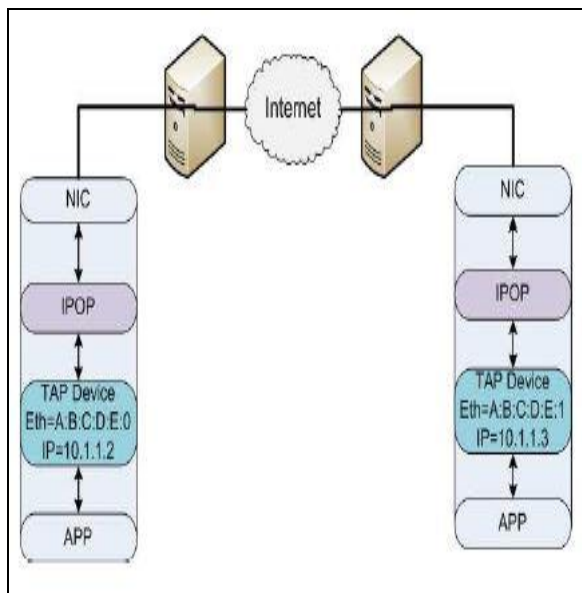 Internet
NIC
IPOP
TAP Device
Eth=A:B:C:D:E:0
IP=10.1.1.2
APP
NIC
IPOP
TAP Device
Eth=A:B:C:D:E:1
IP=10.1.1.3
APP